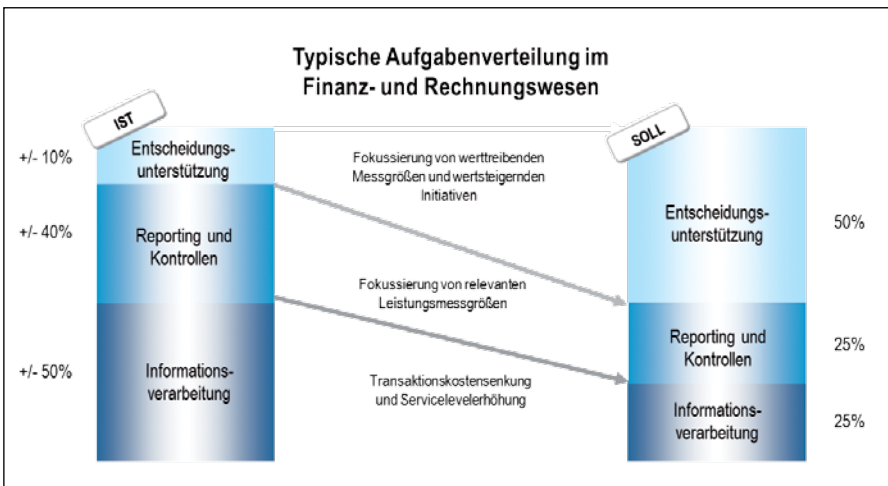 Typische Aufgabenverteilung im
Finanz- und Rechnungswesen
IST
+/- 10%
Entscheidungs-
unterstützung
+/- 40%
Reporting und
Kontrollen
+/- 50%
Informations-
verarbeitung
Fokussierung von werttreibenden
Messgrößen und wertsteigernden
Initiativen
Fokussierung von relevanten
Leistungsmessgrößen
Transaktionskostensenkung
und Servicelevelerhöhung
SOLL
Entscheidungs-
unterstützung
50%
Reporting und
Kontrollen
25%
Informations-
verarbeitung
25%